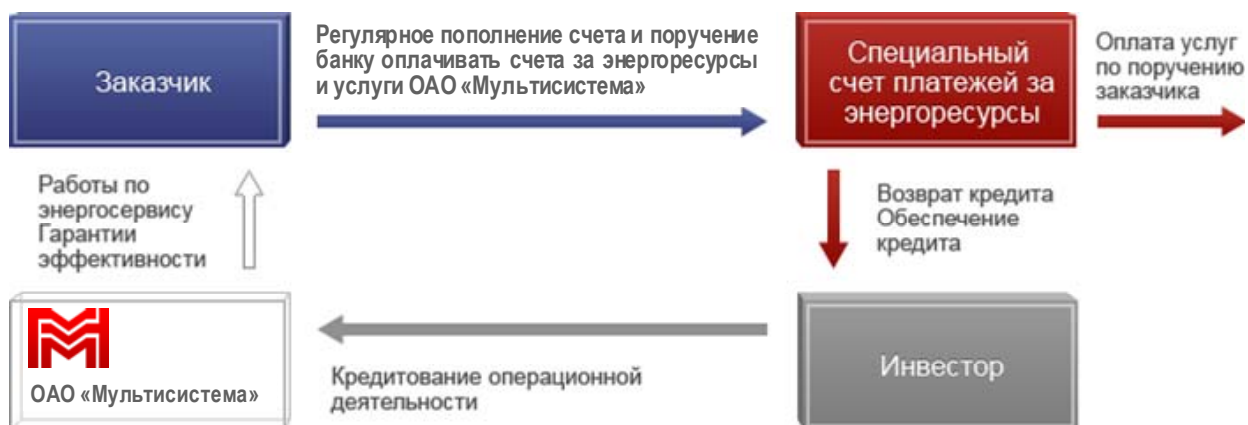 Заказчик
Регулярное пополнение счета и поручение
банку оплачивать счета за энергоресурсы
и услуги ОАО «Мультисистема»
Специальный
счет платежей за
энергоресурсы
Оплата услуг
по поручению
заказчика
Работы по
энергосервису
Гарантии
эффективности
Возврат кредита
Обеспечение
кредита
ОАО «Мультисистема»
Кредитование операционной
деятельности
Инвестор